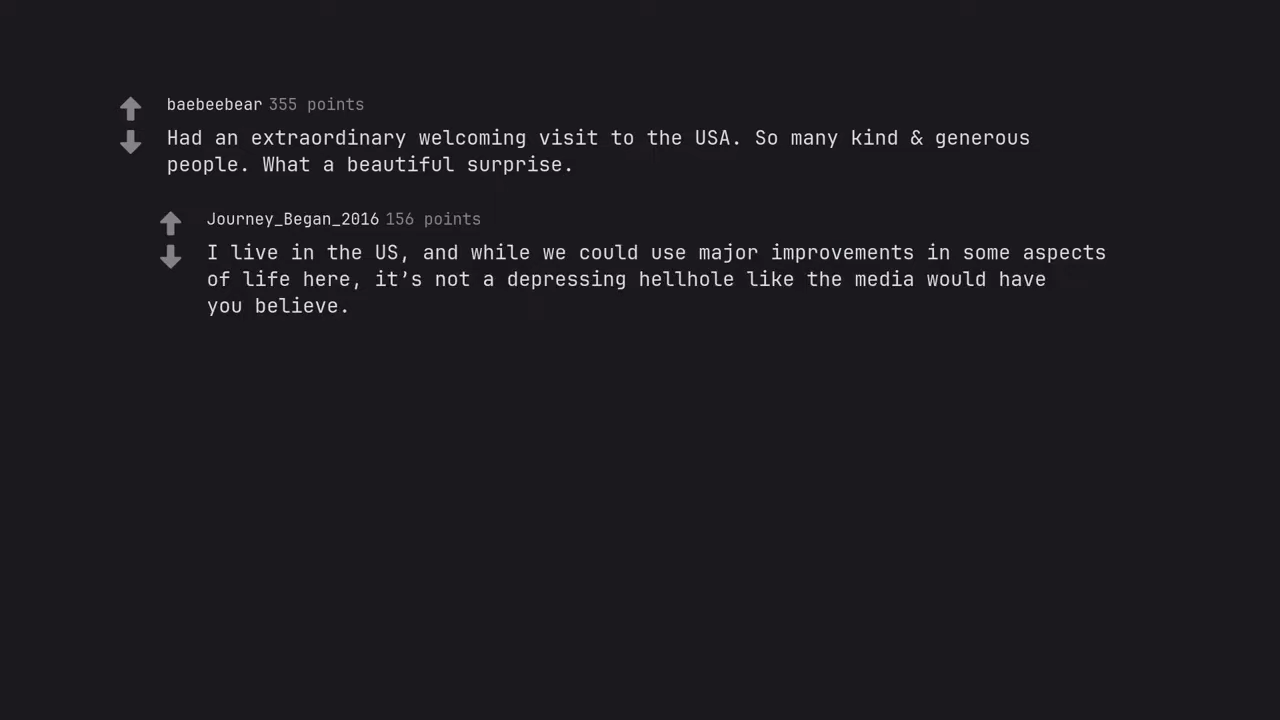 baebeebear 355 points
Had an extraordinary welcoming visit to the USA. So many kind & generous
people. What a beautiful surprise.
Journey_Began_2016 156 points
I live in the US, and while we could use major improvements in some aspects
of life here, it’s not a depressing hellhole like the media would have
you believe.